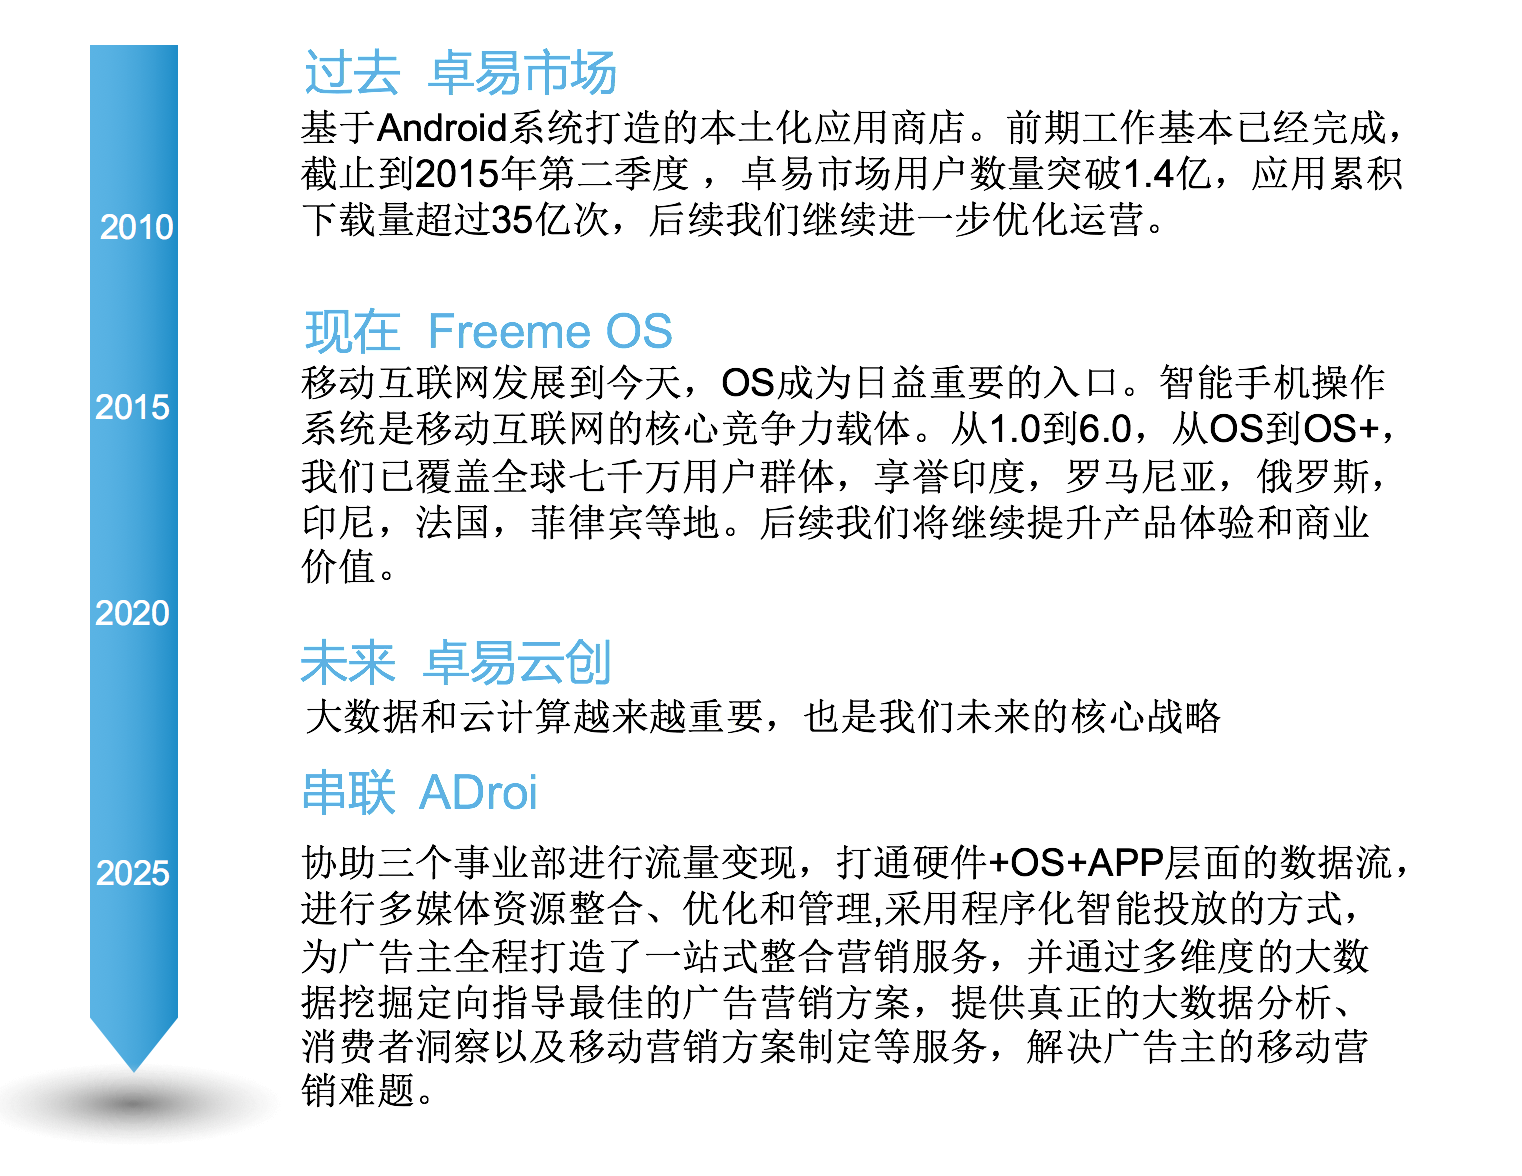 过去 卓易市场
基于Android系统打造的本土化应用商店。前期工作基本已经完成，
截止到2015年第二季度 ，卓易市场用户数量突破1.4亿，应用累积
下载量超过35亿次，后续我们继续进一步优化运营。
2010
现在 Freeme OS
移动互联网发展到今天，OS成为日益重要的入口。智能手机操作
系统是移动互联网的核心竞争力载体。从1.0到6.0，从OS到OS+，
我们已覆盖全球七千万用户群体，享誉印度，罗马尼亚，俄罗斯，
印尼，法国，菲律宾等地。后续我们将继续提升产品体验和商业
价值。
2015
2020
未来 卓易云创
大数据和云计算越来越重要，也是我们未来的核心战略
串联 ADroi
协助三个事业部进行流量变现，打通硬件+OS+APP层面的数据流，
进行多媒体资源整合、优化和管理,采用程序化智能投放的方式，
为广告主全程打造了一站式整合营销服务，并通过多维度的大数
据挖掘定向指导最佳的广告营销方案，提供真正的大数据分析、
消费者洞察以及移动营销方案制定等服务，解决广告主的移动营
销难题。
2025